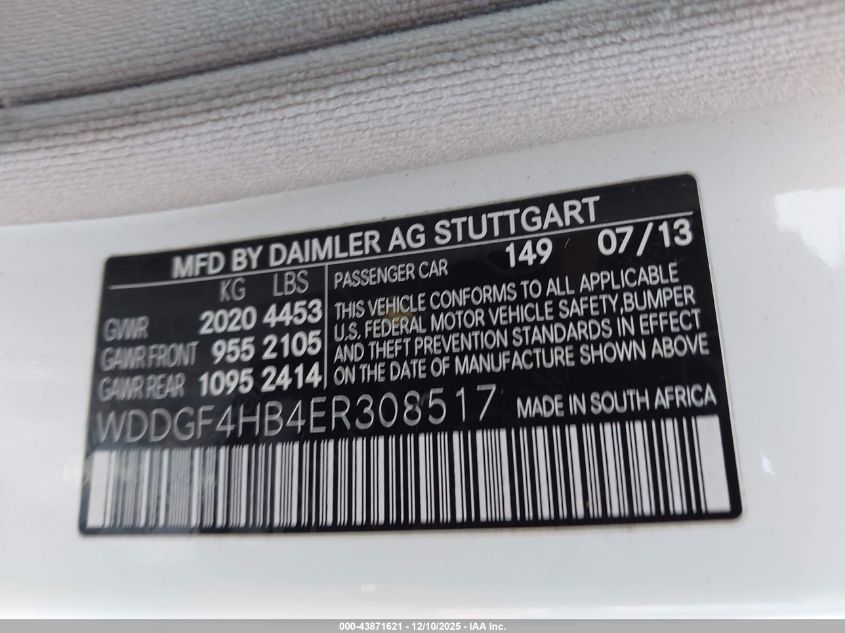 MFD BY DAIMLER AG STUTTGART
KG LBS
GVWR 2020 4453
GAWR FRONT 955 2105
GAWR REAR 1095 2414
PASSENGER CAR 149 07/13
THIS VEHICLE CONFORMS TO ALL APPLICABLE
U.S. FEDERAL MOTOR VEHICLE SAFETY,BUMPER
AND THEFT PREVENTION STANDARDS IN EFFECT
ON THE DATE OF MANUFACTURE SHOWN ABOVE
WDDGF4HB4ER308517 MADE IN SOUTH AFRICA
000-43871621 - 12/10/2025 - IAA Inc.